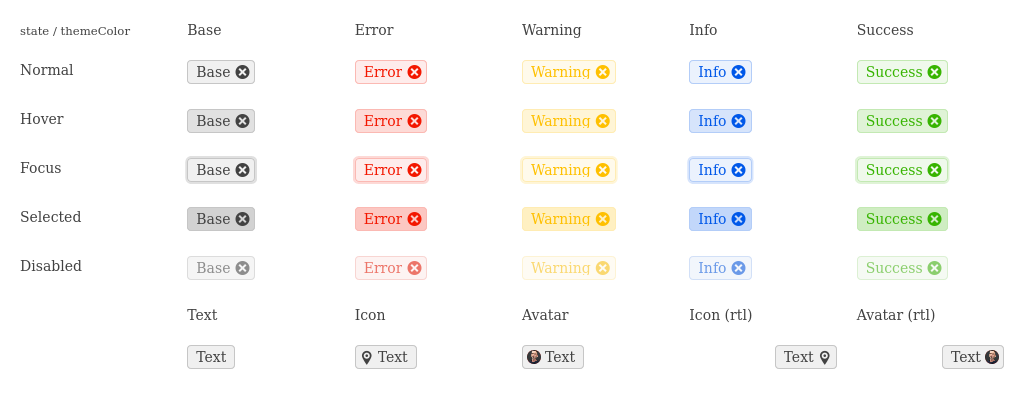 state / themeColor Base Error Warning Info Success
Normal Base Error Warning Info Success
Hover Base Error Warning Info Success
Focus Base Error Warning Info Success
Selected Base Error Warning Info Success
Disabled Base Error Warning Info Success
Text Icon Avatar Icon (rtl) Avatar (rtl)
Text Text Text Text Text